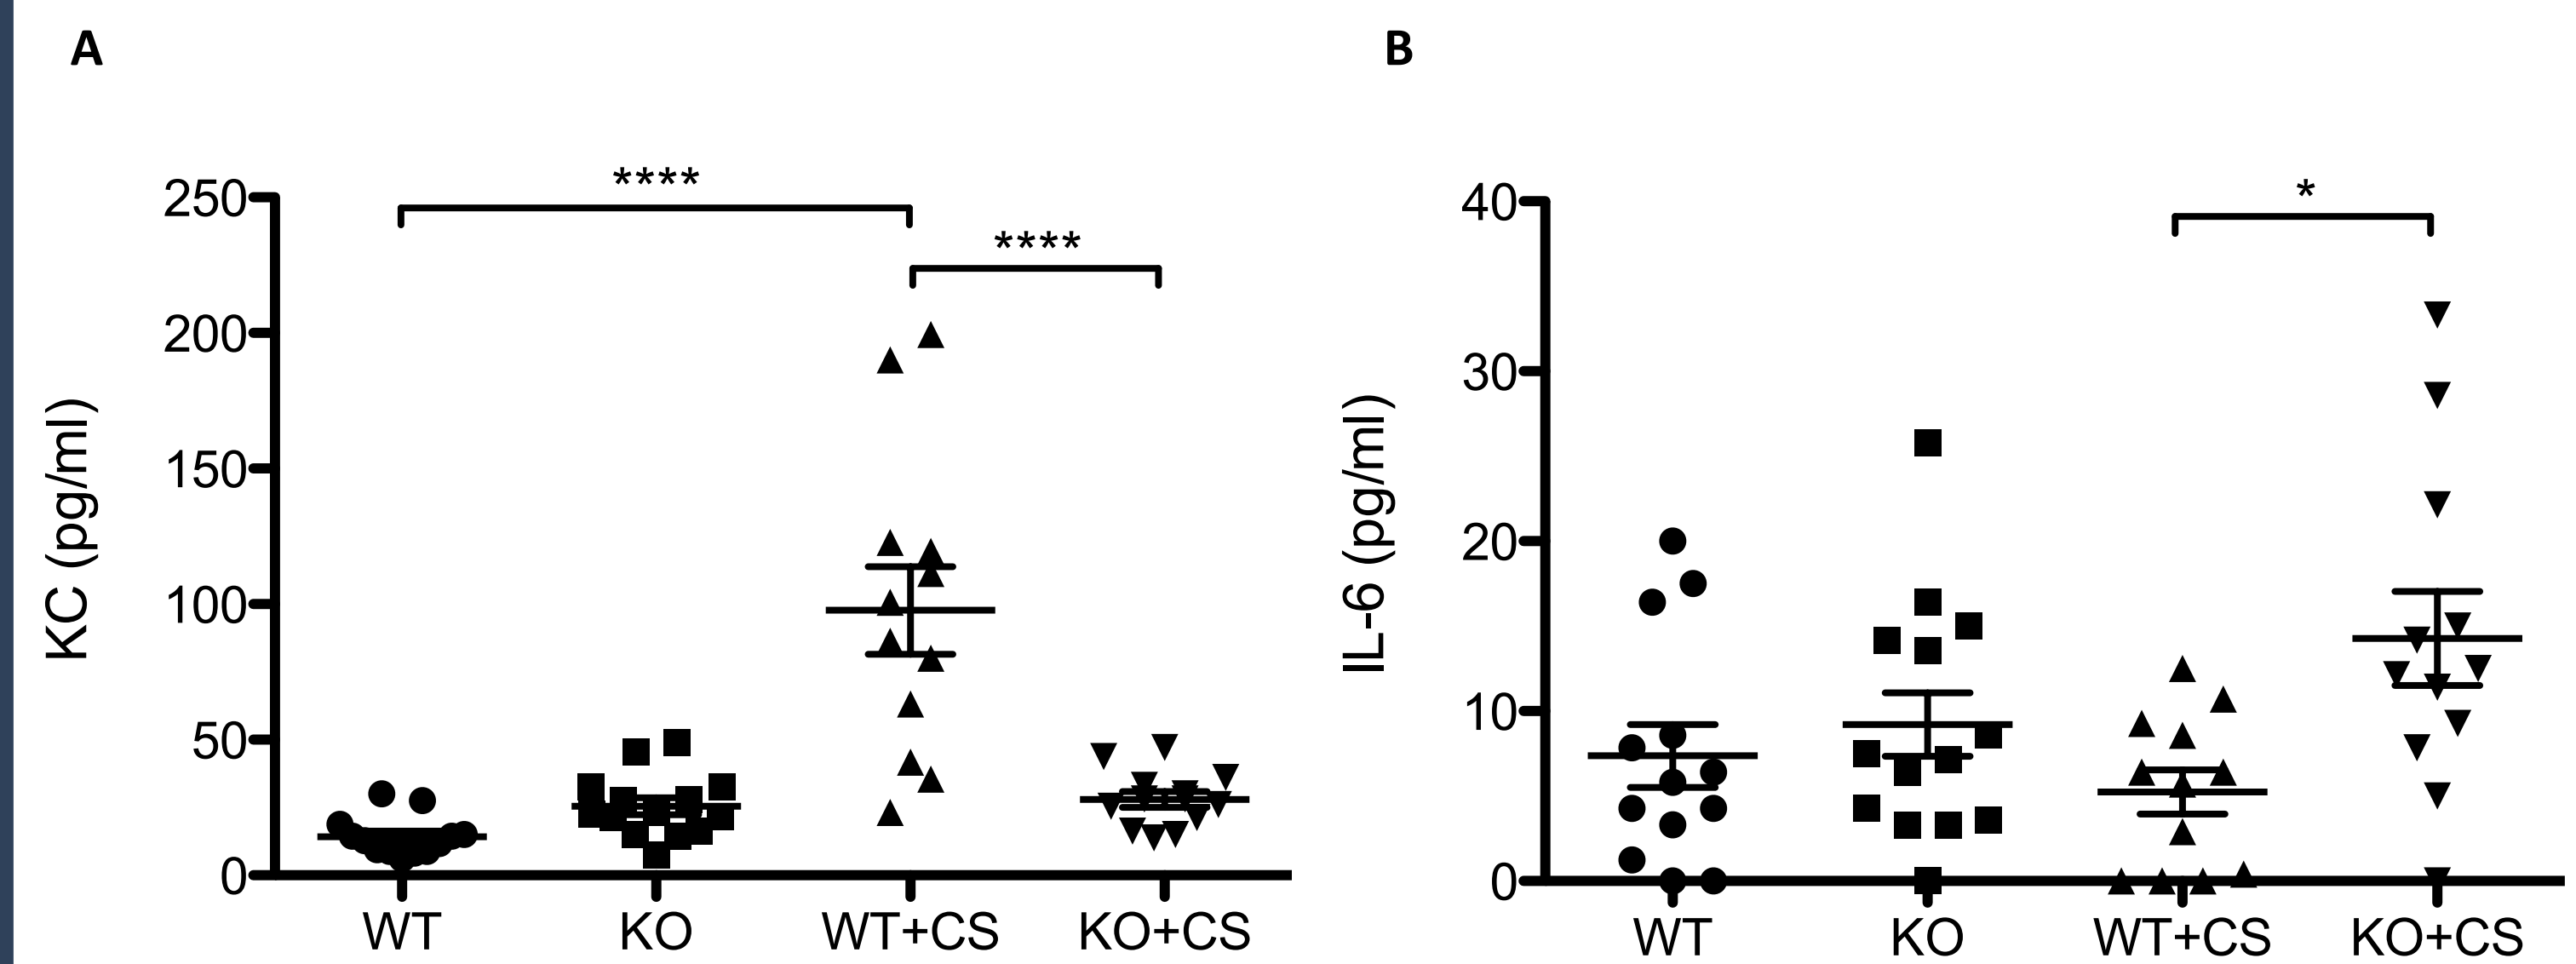 A
KC (pg/ml)
250
200
150
100
50
0
****
****
WT
KO
WT+CS
KO+CS
B
IL-6 (pg/ml)
40
30
20
10
0
*
WT
KO
WT+CS
KO+CS